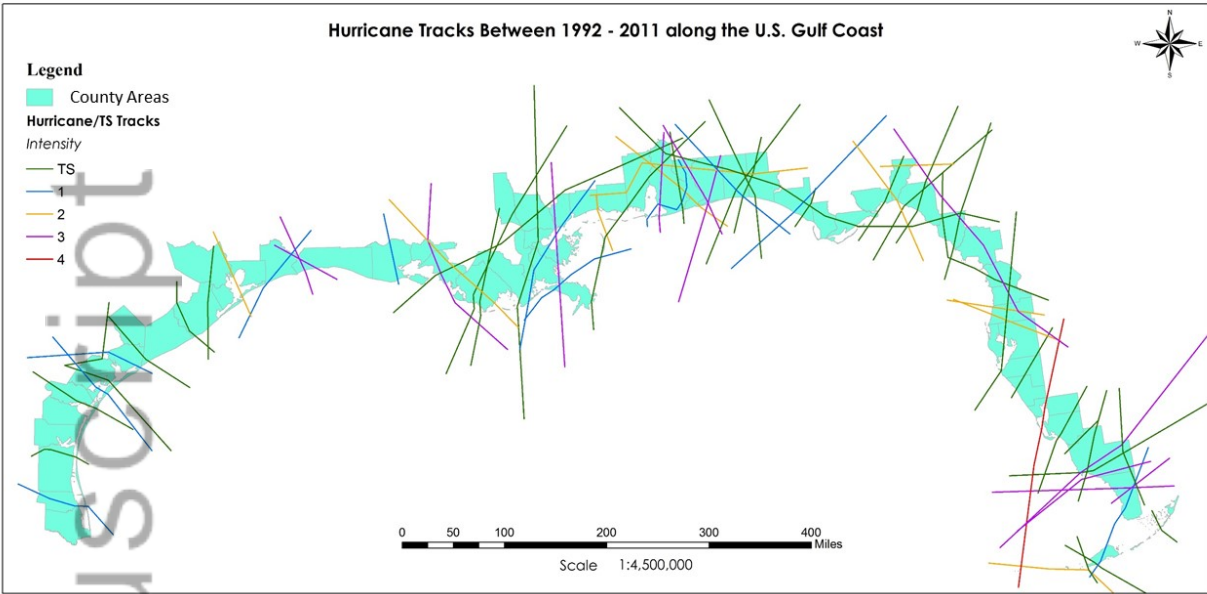 Hurricane Tracks Between 1992 - 2011 along the U.S. Gulf Coast
N
W E
S
Legend
County Areas
Hurricane/TS Tracks
Intensity
TS
1
2
3
4
script
0 50 100 200 300 400
Miles
Scale 1:4,500,000